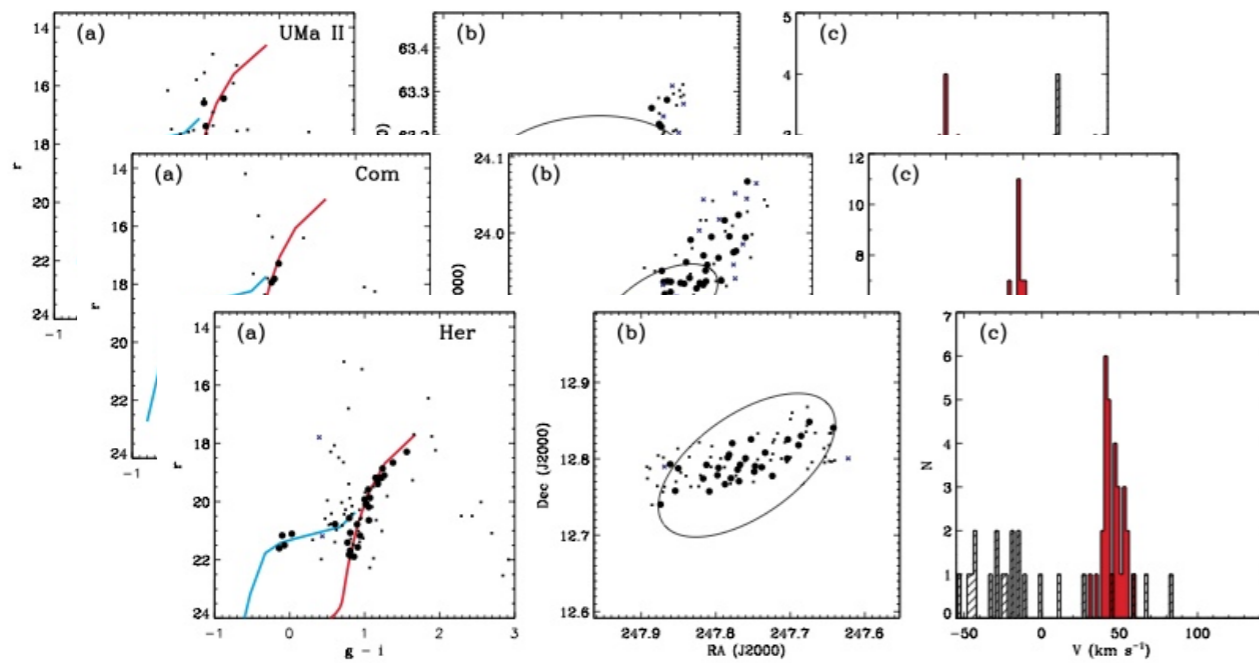 (a) UMa II
14
16
18
20
22
24
r
-1
(b)
63.4
63.3
63.2
(c)
5
4
3
(a) Com
14
16
18
20
22
24
r
-1
(b)
24.1
24.0
000)
(c)
12
10
8
(a) Her
14
16
18
20
22
24
r
-1 0 1 2 3
g - i
(b)
12.9
12.8
12.7
12.6
Dec (J2000)
247.9 247.8 247.7 247.6
RA (J2000)
(c)
7
6
5
4
3
2
1
0
N
-50 0 50 100
V (km s⁻¹)